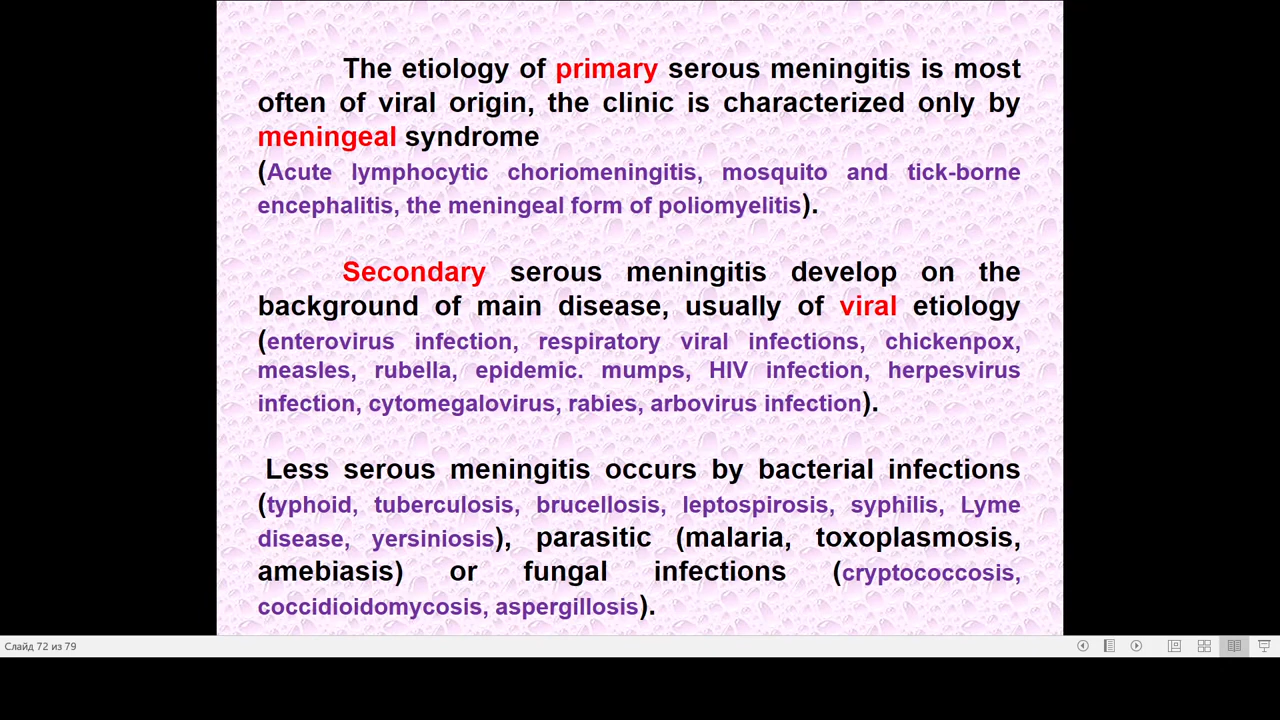 The etiology of primary serous meningitis is most
often of viral origin, the clinic is characterized only by
meningeal syndrome
(Acute lymphocytic choriomeningitis, mosquito and tick-borne
encephalitis, the meningeal form of poliomyelitis).
Secondary serous meningitis develop on the
background of main disease, usually of viral etiology
(enterovirus infection, respiratory viral infections, chickenpox,
measles, rubella, epidemic. mumps, HIV infection, herpesvirus
infection, cytomegalovirus, rabies, arbovirus infection).
Less serous meningitis occurs by bacterial infections
(typhoid, tuberculosis, brucellosis, leptospirosis, syphilis, Lyme
disease, yersiniosis), parasitic (malaria, toxoplasmosis,
amebiasis) or fungal infections (cryptococcosis,
coccidioidomycosis, aspergillosis).
Слайд 72 из 79